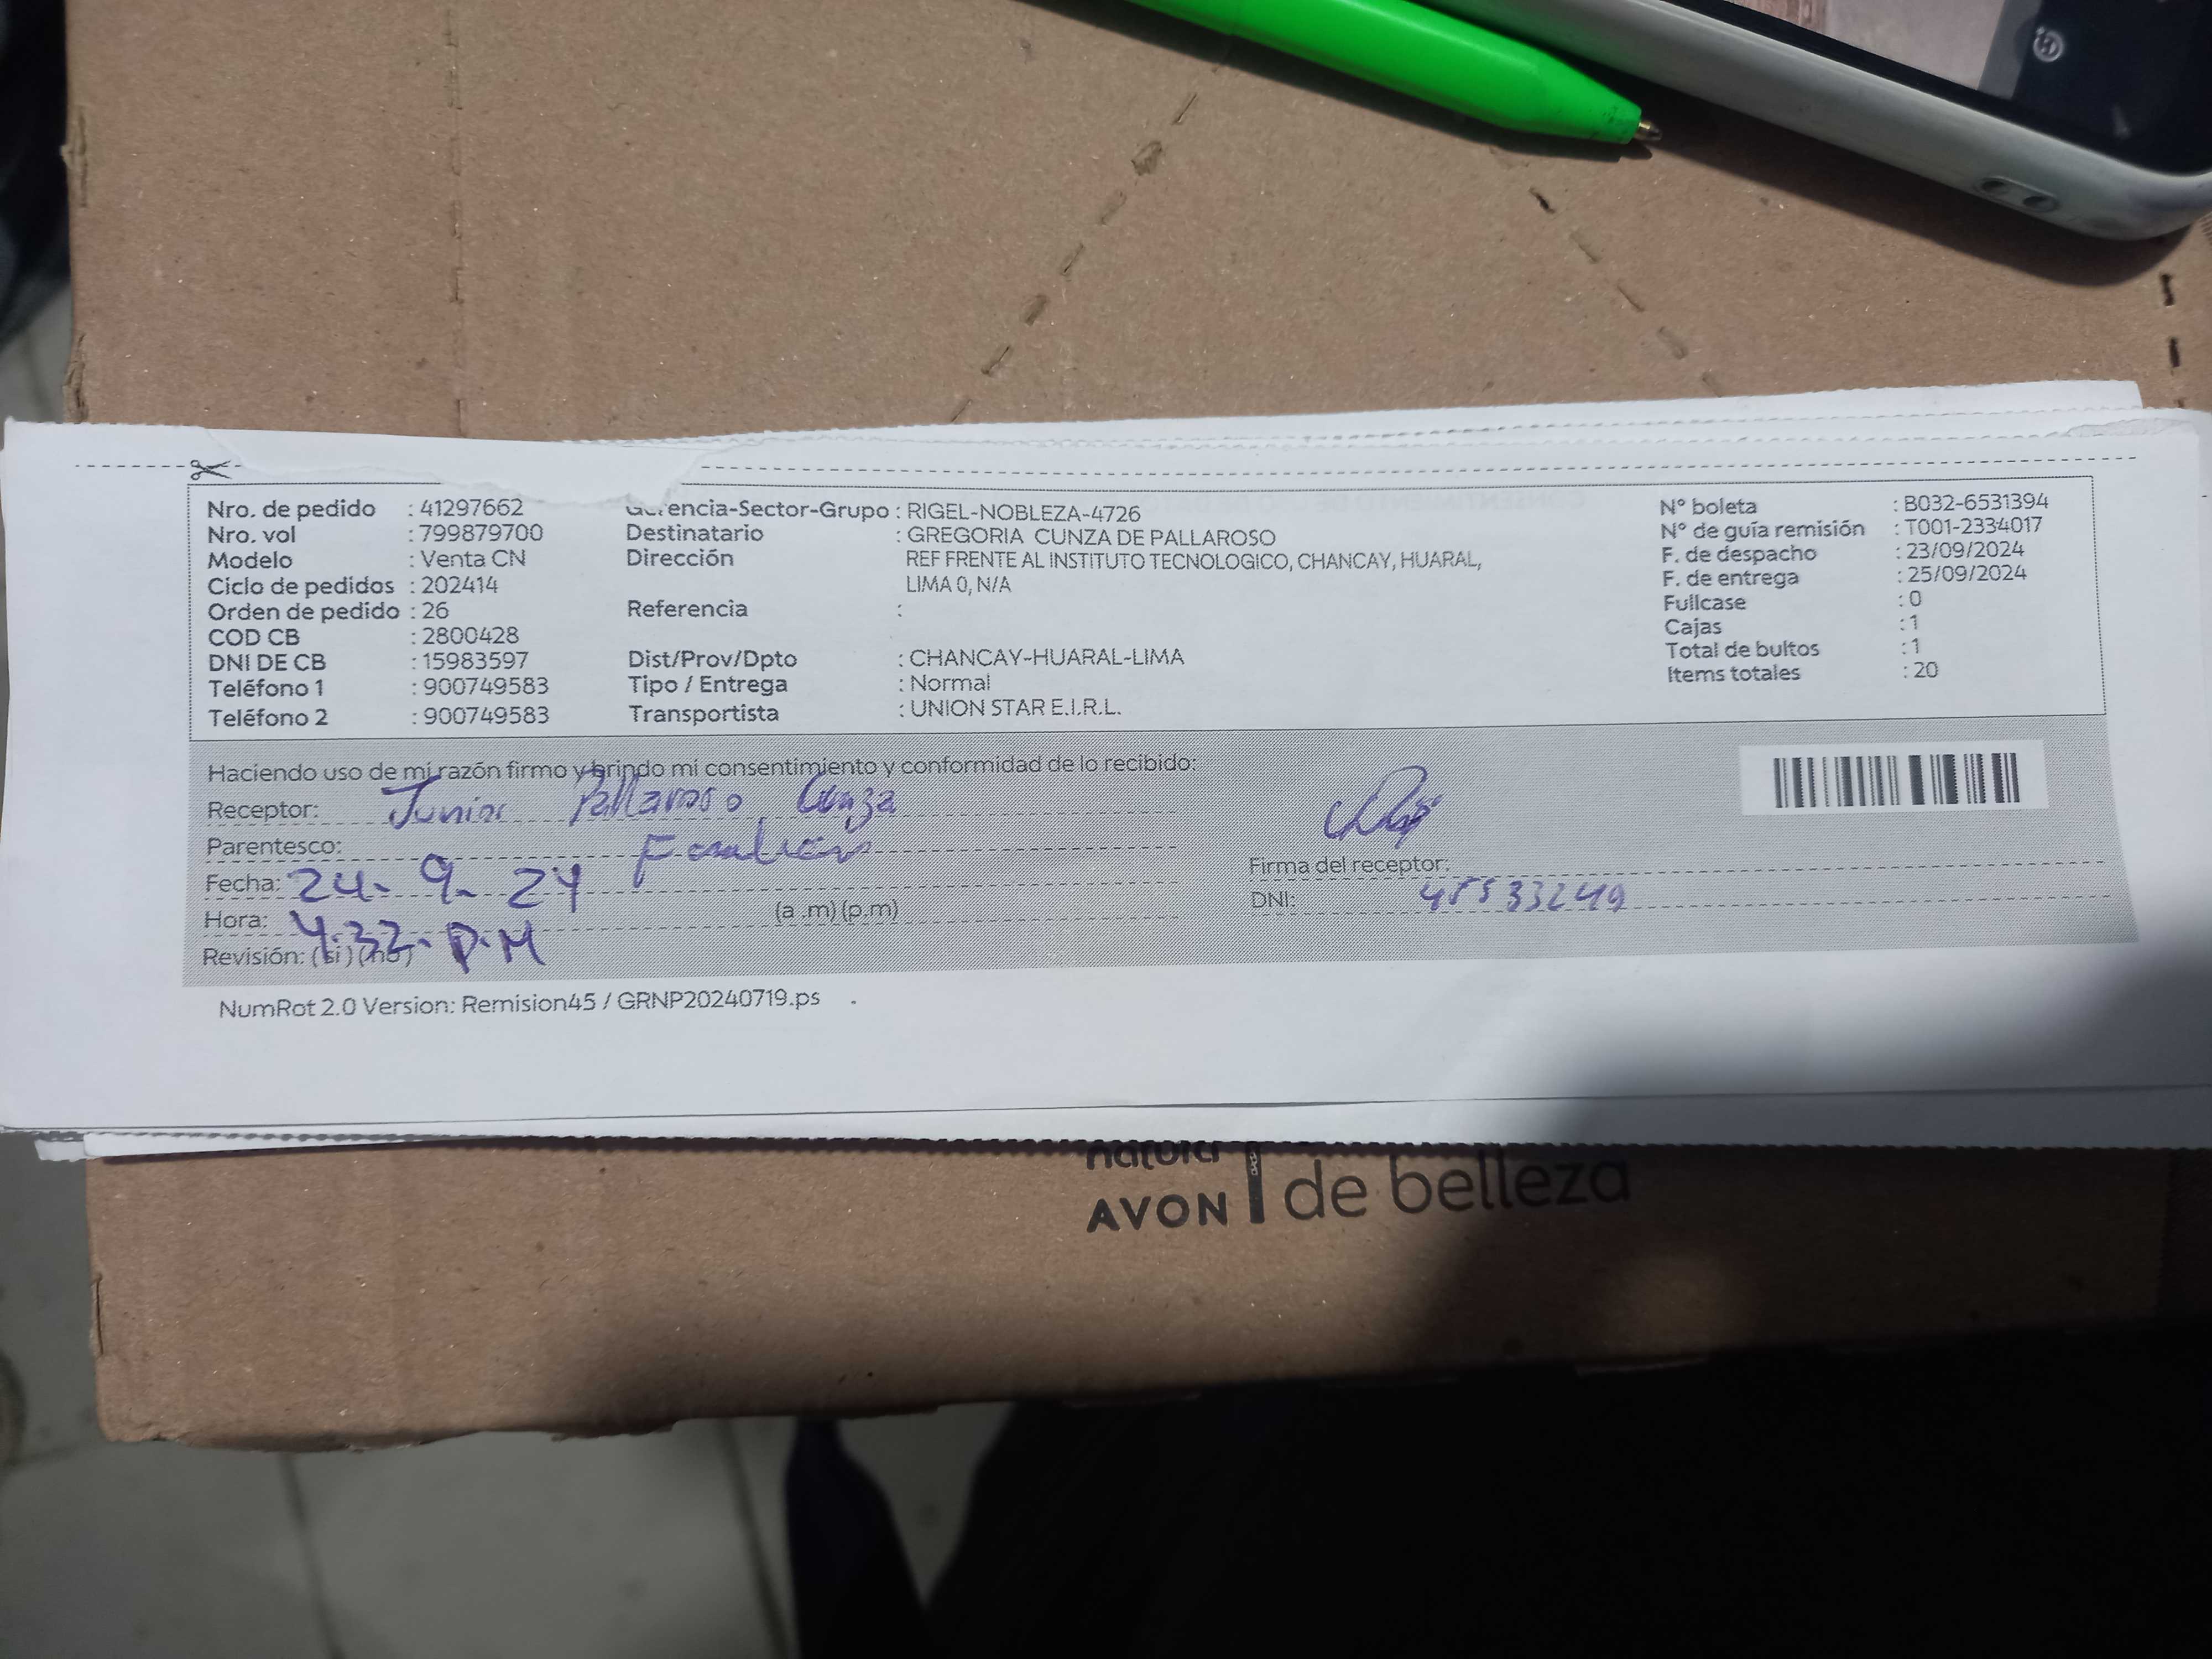 Nro. de pedido : 41297662
Nro. vol : 799879700
Modelo : Venta CN
Ciclo de pedidos : 202414
Orden de pedido : 26
COD CB : 2800428
DNI DE CB : 15983597
Teléfono 1 : 900749583
Teléfono 2 : 900749583
Gerencia-Sector-Grupo : RIGEL-NOBLEZA-4726
Destinatario : GREGORIA CUNZA DE PALLAROSO
Dirección REF FRENTE AL INSTITUTO TECNOLOGICO, CHANCAY, HUARAL,
LIMA 0, N/A
Referencia :
Dist/Prov/Dpto : CHANCAY-HUARAL-LIMA
Tipo / Entrega : Normal
Transportista : UNION STAR E.I.R.L.
N° boleta : B032-6531394
N° de guía remisión : T001-2334017
F. de despacho : 23/09/2024
F. de entrega : 25/09/2024
Fullcase : 0
Cajas : 1
Total de bultos : 1
Items totales : 20
Haciendo uso de mi razón firmo y brindo mi consentimiento y conformidad de lo recibido:
Receptor: Junior Pallaroso Cunza
Parentesco: Familiar
Fecha: 24-9-24
Hora: 4:32-P.M (a .m) (p.m)
Revisión: (si) (no)
Firma del receptor:
DNI: 45533249
NumRot 2.0 Version: Remision45 / GRNP20240719.ps
natura
AVON de belleza